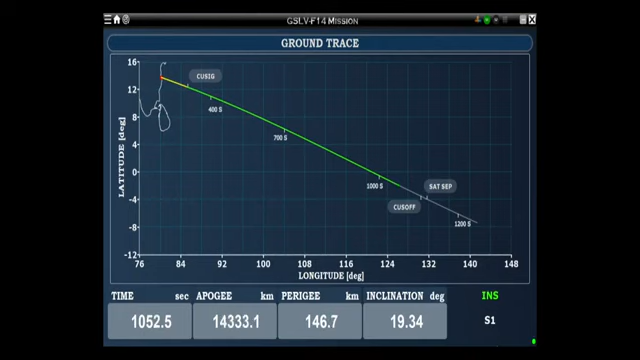 GSLV-F14 MISSION
GROUND TRACE
16
12
8
4
0
-4
-8
-12
LATITUDE [deg]
CUSIG
400 S
700 S
1000 S
SAT SEP
CUSOFF
1200 S
76 84 92 100 108 116 124 132 140 148
LONGITUDE [deg]
TIME sec APOGEE km PERIGEE km INCLINATION deg INS
1052.5 14333.1 146.7 19.34 S1